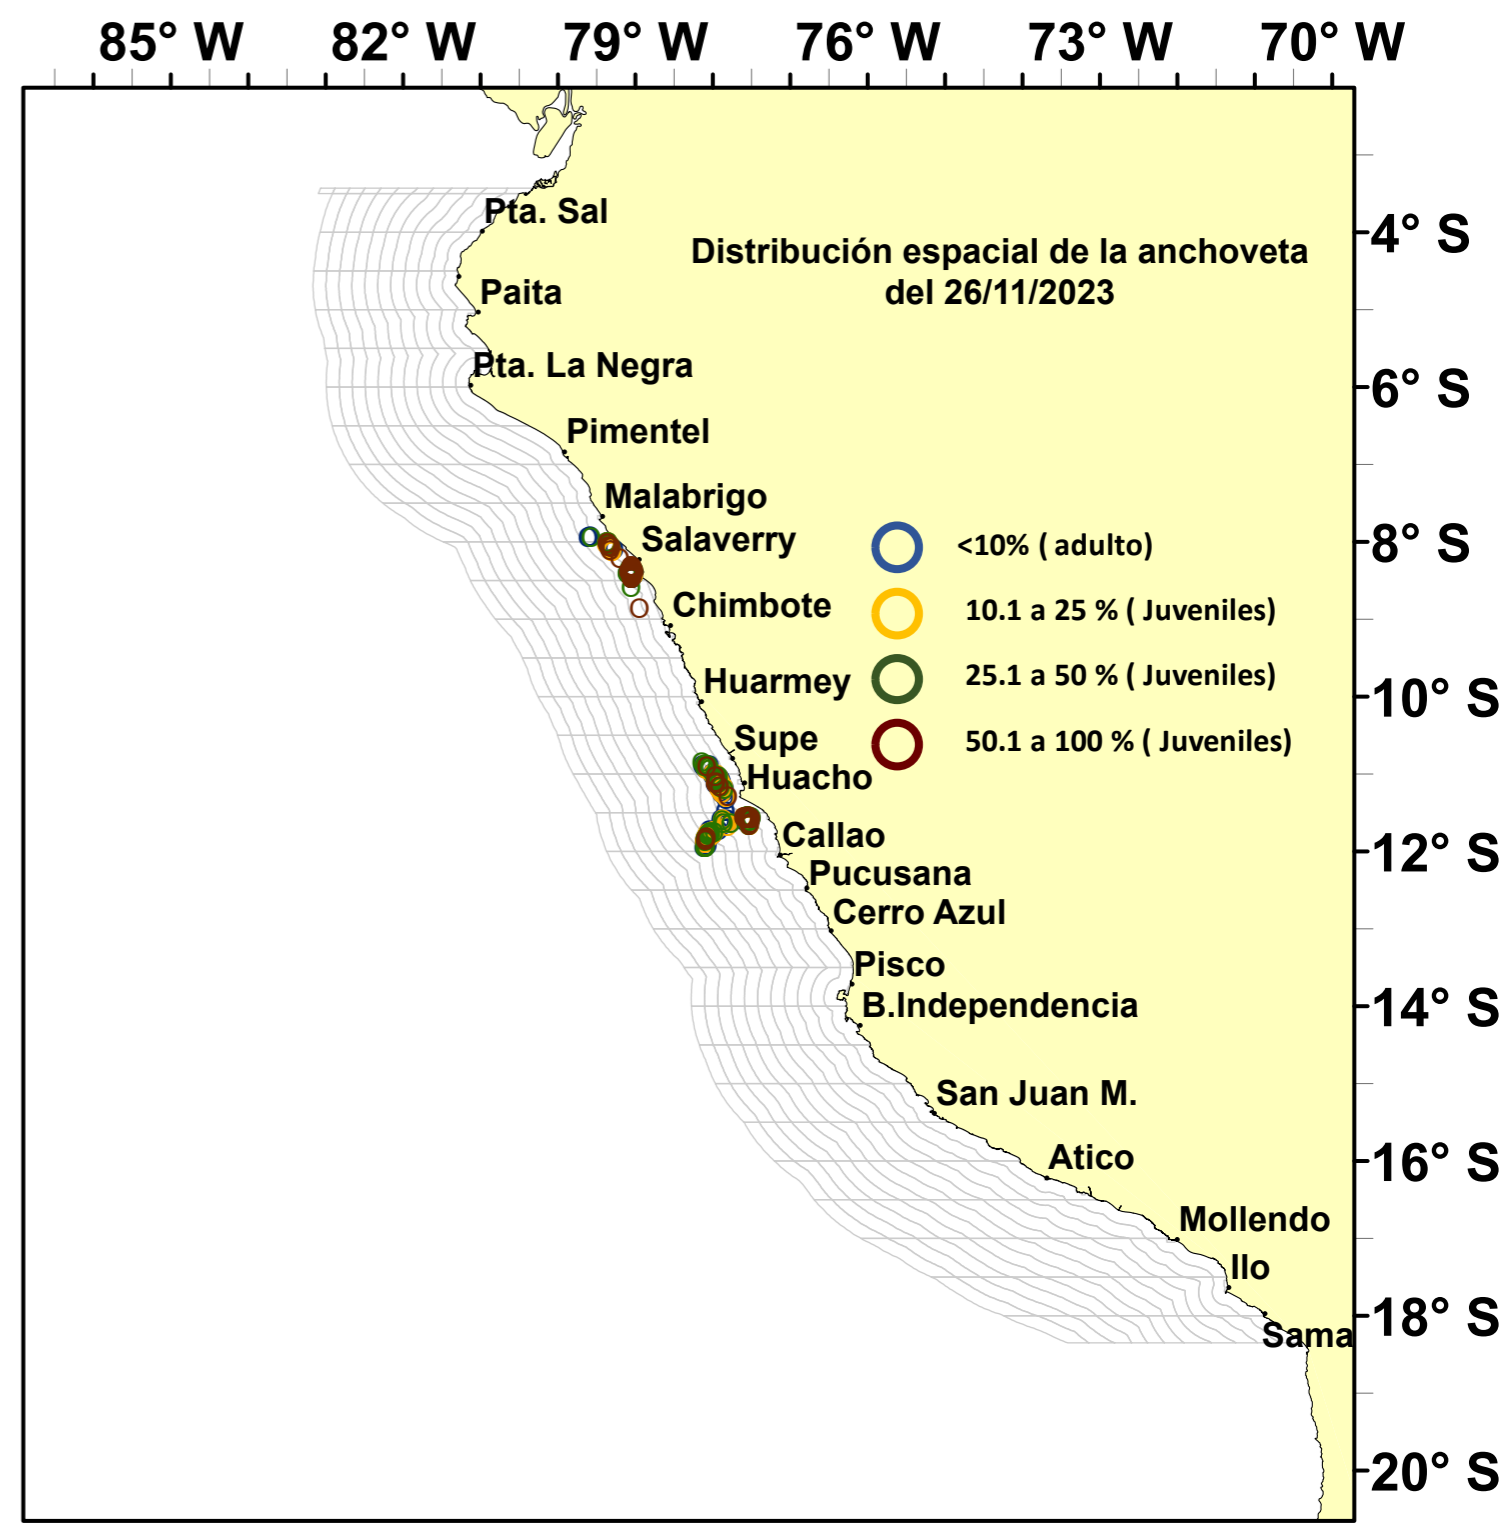 85° W 82° W 79° W 76° W 73° W 70° W
Pta. Sal
4° S
Distribución espacial de la anchoveta
del 26/11/2023
Paita
Pta. La Negra
6° S
Pimentel
Malabrigo
Salaverry
8° S
<10% ( adulto)
Chimbote
10.1 a 25 % ( Juveniles)
Huarmey
25.1 a 50 % ( Juveniles)
10° S
Supe
50.1 a 100 % ( Juveniles)
Huacho
Callao
12° S
Pucusana
Cerro Azul
Pisco
B.Independencia
14° S
San Juan M.
Atico
16° S
Mollendo
Ilo
18° S
Sama
20° S